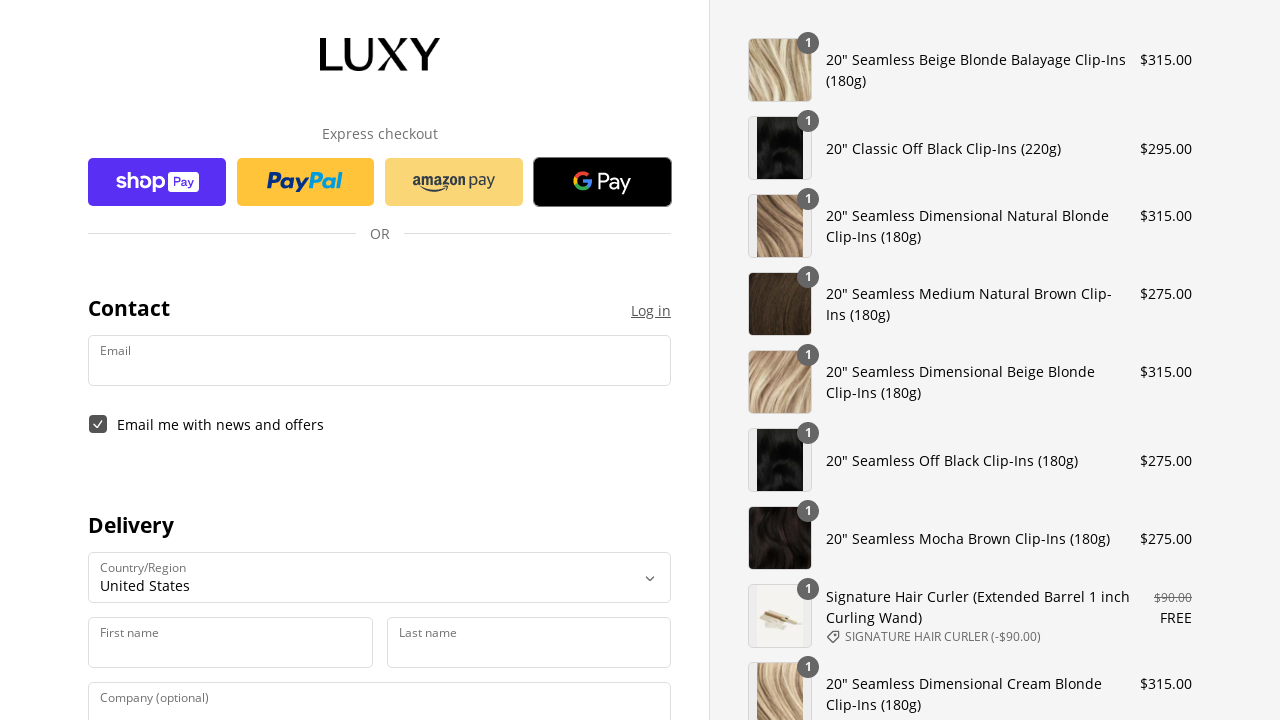 LUXY
Express checkout
shop Pay
PayPal
amazon pay
G Pay
OR
Contact
Log in
Email
Email me with news and offers
Delivery
Country/Region
United States
First name
Last name
Company (optional)
1
20" Seamless Beige Blonde Balayage Clip-Ins
(180g)
$315.00
1
20" Classic Off Black Clip-Ins (220g)
$295.00
1
20" Seamless Dimensional Natural Blonde
Clip-Ins (180g)
$315.00
1
20" Seamless Medium Natural Brown Clip-
Ins (180g)
$275.00
1
20" Seamless Dimensional Beige Blonde
Clip-Ins (180g)
$315.00
1
20" Seamless Off Black Clip-Ins (180g)
$275.00
1
20" Seamless Mocha Brown Clip-Ins (180g)
$275.00
1
Signature Hair Curler (Extended Barrel 1 inch
Curling Wand)
SIGNATURE HAIR CURLER (-$90.00)
$90.00
FREE
1
20" Seamless Dimensional Cream Blonde
Clip-Ins (180g)
$315.00